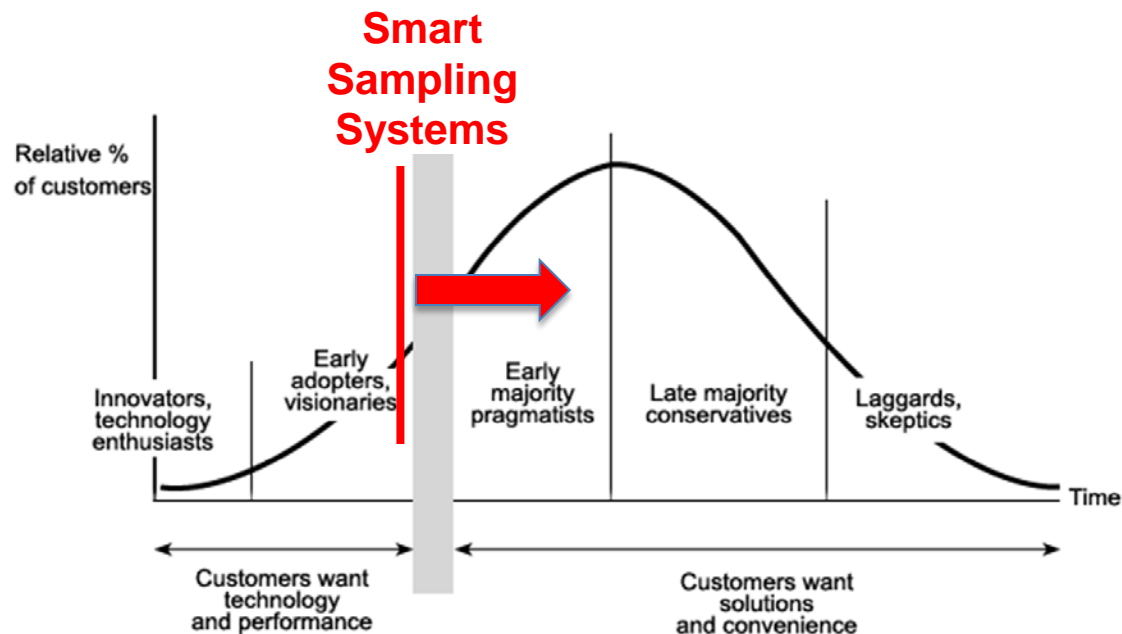 Smart
Sampling
Systems
Relative %
of customers
Innovators,
technology
enthusiasts
Early
adopters,
visionaries
Early
majority
pragmatists
Late majority
conservatives
Laggards,
skeptics
Time
Customers want
technology
and performance
Customers want
solutions
and convenience